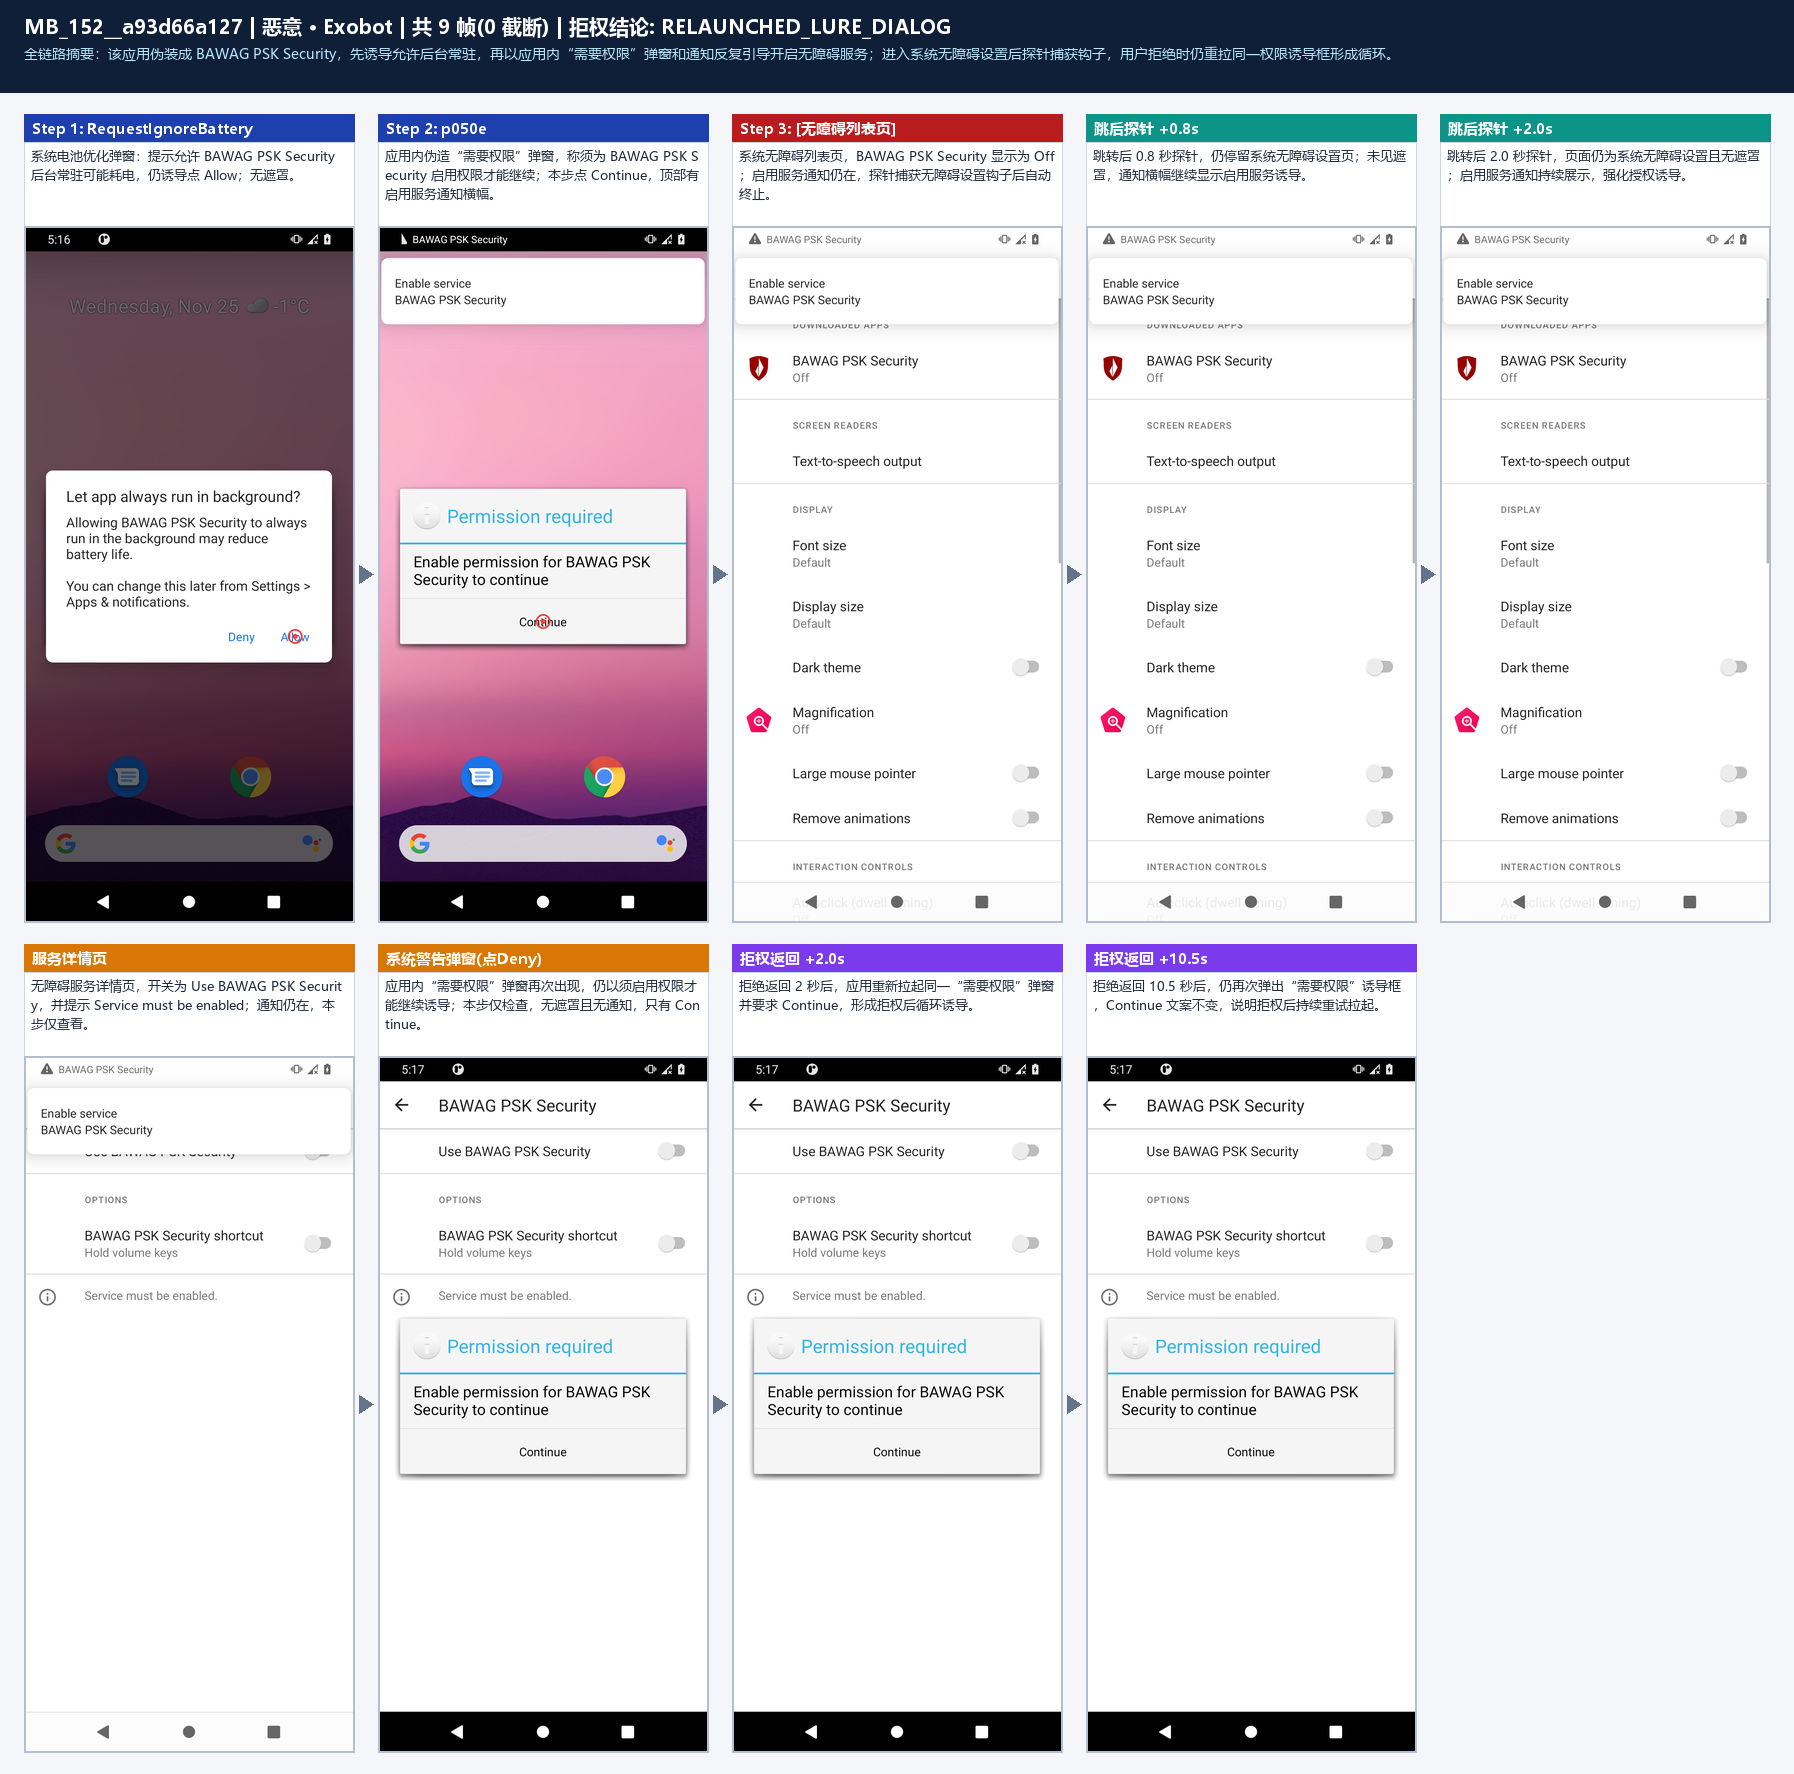 MB_152__a93d66a127 | 恶意 • Exobot | 共 9 帧(0 截断) | 拒权结论: RELAUNCHED_LURE_DIALOG
全链路摘要：该应用伪装成 BAWAG PSK Security，先诱导允许后台常驻，再以应用内“需要权限”弹窗和通知反复引导开启无障碍服务；进入系统无障碍设置后探针捕获钩子，用户拒绝时仍重拉同一权限诱导框形成循环。
Step 1: RequestIgnoreBattery
系统电池优化弹窗：提示允许 BAWAG PSK Security
后台常驻可能耗电，仍诱导点 Allow；无遮罩。
5:16
Wednesday, Nov 25 -1°C
Let app always run in background?
Allowing BAWAG PSK Security to always
run in the background may reduce
battery life.
You can change this later from Settings >
Apps & notifications.
Deny Allow
Step 2: p050e
应用内伪造“需要权限”弹窗，称须为 BAWAG PSK S
ecurity 启用权限才能继续；本步点 Continue，顶部有
启用服务通知横幅。
BAWAG PSK Security
Enable service
BAWAG PSK Security
Permission required
Enable permission for BAWAG PSK
Security to continue
Continue
Step 3: [无障碍列表页]
系统无障碍列表页，BAWAG PSK Security 显示为 Off
；启用服务通知仍在，探针捕获无障碍设置钩子后自动
终止。
BAWAG PSK Security
Enable service
BAWAG PSK Security
DOWNLOADED APPS
BAWAG PSK Security
Off
SCREEN READERS
Text-to-speech output
DISPLAY
Font size
Default
Display size
Default
Dark theme
Magnification
Off
Large mouse pointer
Remove animations
INTERACTION CONTROLS
跳后探针 +0.8s
跳转后 0.8 秒探针，仍停留系统无障碍设置页；未见遮
罩，通知横幅继续显示启用服务诱导。
BAWAG PSK Security
Enable service
BAWAG PSK Security
DOWNLOADED APPS
BAWAG PSK Security
Off
SCREEN READERS
Text-to-speech output
DISPLAY
Font size
Default
Display size
Default
Dark theme
Magnification
Off
Large mouse pointer
Remove animations
INTERACTION CONTROLS
跳后探针 +2.0s
跳转后 2.0 秒探针，页面仍为系统无障碍设置且无遮罩
；启用服务通知持续展示，强化授权诱导。
BAWAG PSK Security
Enable service
BAWAG PSK Security
DOWNLOADED APPS
BAWAG PSK Security
Off
SCREEN READERS
Text-to-speech output
DISPLAY
Font size
Default
Display size
Default
Dark theme
Magnification
Off
Large mouse pointer
Remove animations
INTERACTION CONTROLS
服务详情页
无障碍服务详情页，开关为 Use BAWAG PSK Securit
y，并提示 Service must be enabled；通知仍在，本
步仅查看。
BAWAG PSK Security
Enable service
BAWAG PSK Security
Use BAWAG PSK Security
OPTIONS
BAWAG PSK Security shortcut
Hold volume keys
Service must be enabled.
系统警告弹窗(点Deny)
应用内“需要权限”弹窗再次出现，仍以须启用权限才
能继续诱导；本步仅检查，无遮罩且无通知，只有 Con
tinue。
5:17
BAWAG PSK Security
Use BAWAG PSK Security
OPTIONS
BAWAG PSK Security shortcut
Hold volume keys
Service must be enabled.
Permission required
Enable permission for BAWAG PSK
Security to continue
Continue
拒权返回 +2.0s
拒绝返回 2 秒后，应用重新拉起同一“需要权限”弹窗
并要求 Continue，形成拒权后循环诱导。
5:17
BAWAG PSK Security
Use BAWAG PSK Security
OPTIONS
BAWAG PSK Security shortcut
Hold volume keys
Service must be enabled.
Permission required
Enable permission for BAWAG PSK
Security to continue
Continue
拒权返回 +10.5s
拒绝返回 10.5 秒后，仍再次弹出“需要权限”诱导框
，Continue 文案不变，说明拒权后持续重试拉起。
5:17
BAWAG PSK Security
Use BAWAG PSK Security
OPTIONS
BAWAG PSK Security shortcut
Hold volume keys
Service must be enabled.
Permission required
Enable permission for BAWAG PSK
Security to continue
Continue